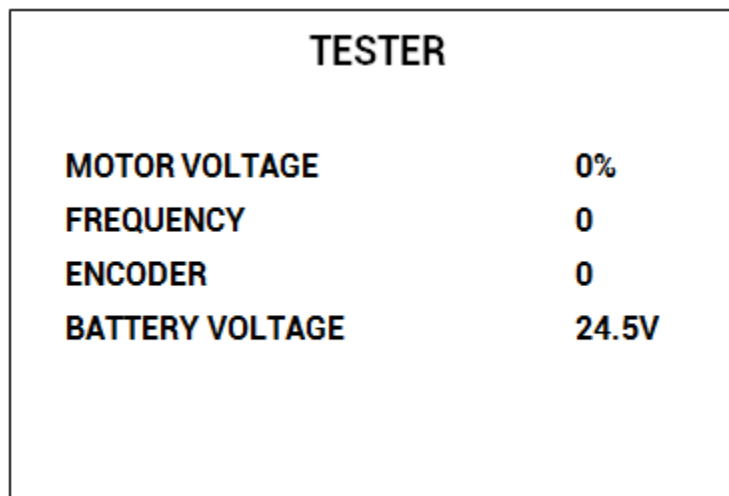 TESTER
MOTOR VOLTAGE 0%
FREQUENCY 0
ENCODER 0
BATTERY VOLTAGE 24.5V